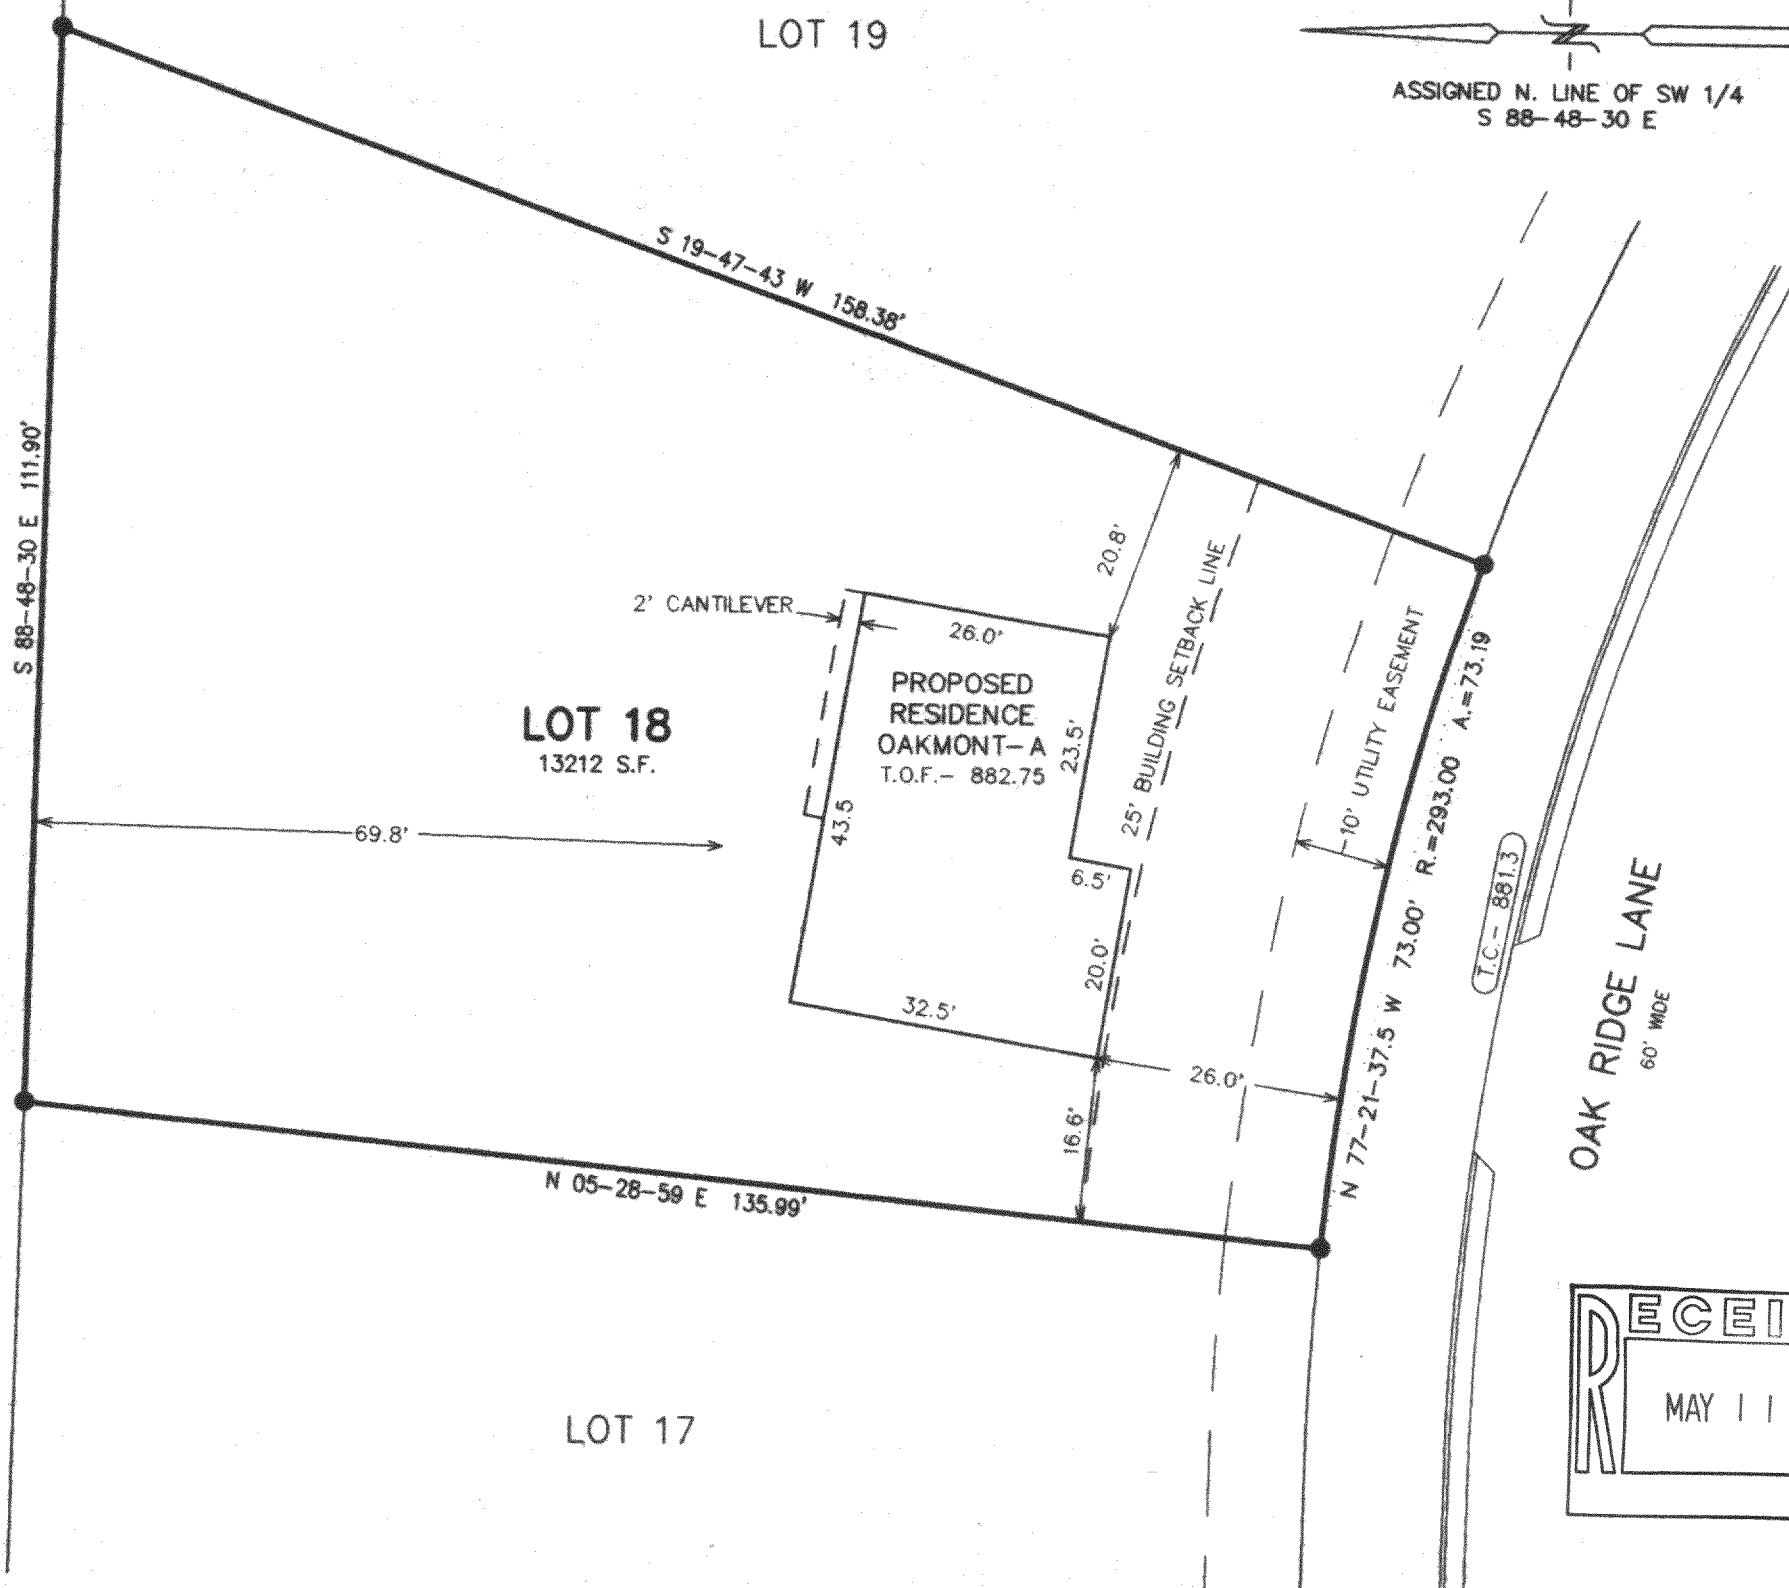 LOT 19
ASSIGNED N. LINE OF SW 1/4
S 88-48-30 E
S 19-47-43 W 158.38'
S 88-48-30 E 111.90'
20.8'
2' CANTILEVER
26.0'
PROPOSED
RESIDENCE
OAKMONT-A
T.O.F.- 882.75
LOT 18
13212 S.F.
23.5'
25' BUILDING SETBACK LINE
10' UTILITY EASEMENT
N 77-21-37.5 W 73.00' R.=293.00 A.=73.19
69.8'
43.5
6.5'
T.C.- 881.3
OAK RIDGE LANE
60' WIDE
20.0'
32.5'
26.0'
16.6'
N 05-28-59 E 135.99'
LOT 17
RECEI
MAY 11